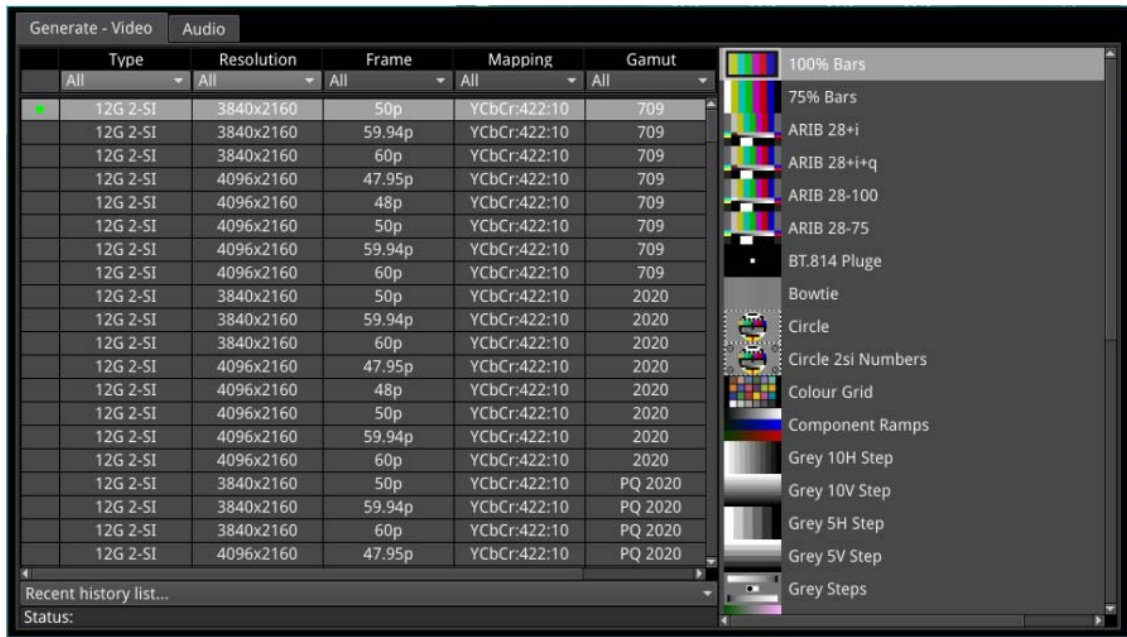 Generate - Video Audio
Type Resolution Frame Mapping Gamut
All All All All All
12G 2-SI 3840x2160 50p YCbCr:422:10 709
12G 2-SI 3840x2160 59.94p YCbCr:422:10 709
12G 2-SI 3840x2160 60p YCbCr:422:10 709
12G 2-SI 4096x2160 47.95p YCbCr:422:10 709
12G 2-SI 4096x2160 48p YCbCr:422:10 709
12G 2-SI 4096x2160 50p YCbCr:422:10 709
12G 2-SI 4096x2160 59.94p YCbCr:422:10 709
12G 2-SI 4096x2160 60p YCbCr:422:10 709
12G 2-SI 3840x2160 50p YCbCr:422:10 2020
12G 2-SI 3840x2160 59.94p YCbCr:422:10 2020
12G 2-SI 3840x2160 60p YCbCr:422:10 2020
12G 2-SI 4096x2160 47.95p YCbCr:422:10 2020
12G 2-SI 4096x2160 48p YCbCr:422:10 2020
12G 2-SI 4096x2160 50p YCbCr:422:10 2020
12G 2-SI 4096x2160 59.94p YCbCr:422:10 2020
12G 2-SI 4096x2160 60p YCbCr:422:10 2020
12G 2-SI 3840x2160 50p YCbCr:422:10 PQ 2020
12G 2-SI 3840x2160 59.94p YCbCr:422:10 PQ 2020
12G 2-SI 3840x2160 60p YCbCr:422:10 PQ 2020
12G 2-SI 4096x2160 47.95p YCbCr:422:10 PQ 2020
Recent history list...
Status:
100% Bars
75% Bars
ARIB 28+i
ARIB 28+i+q
ARIB 28-100
ARIB 28-75
BT.814 Pluge
Bowtie
Circle
Circle 2si Numbers
Colour Grid
Component Ramps
Grey 10H Step
Grey 10V Step
Grey 5H Step
Grey 5V Step
Grey Steps